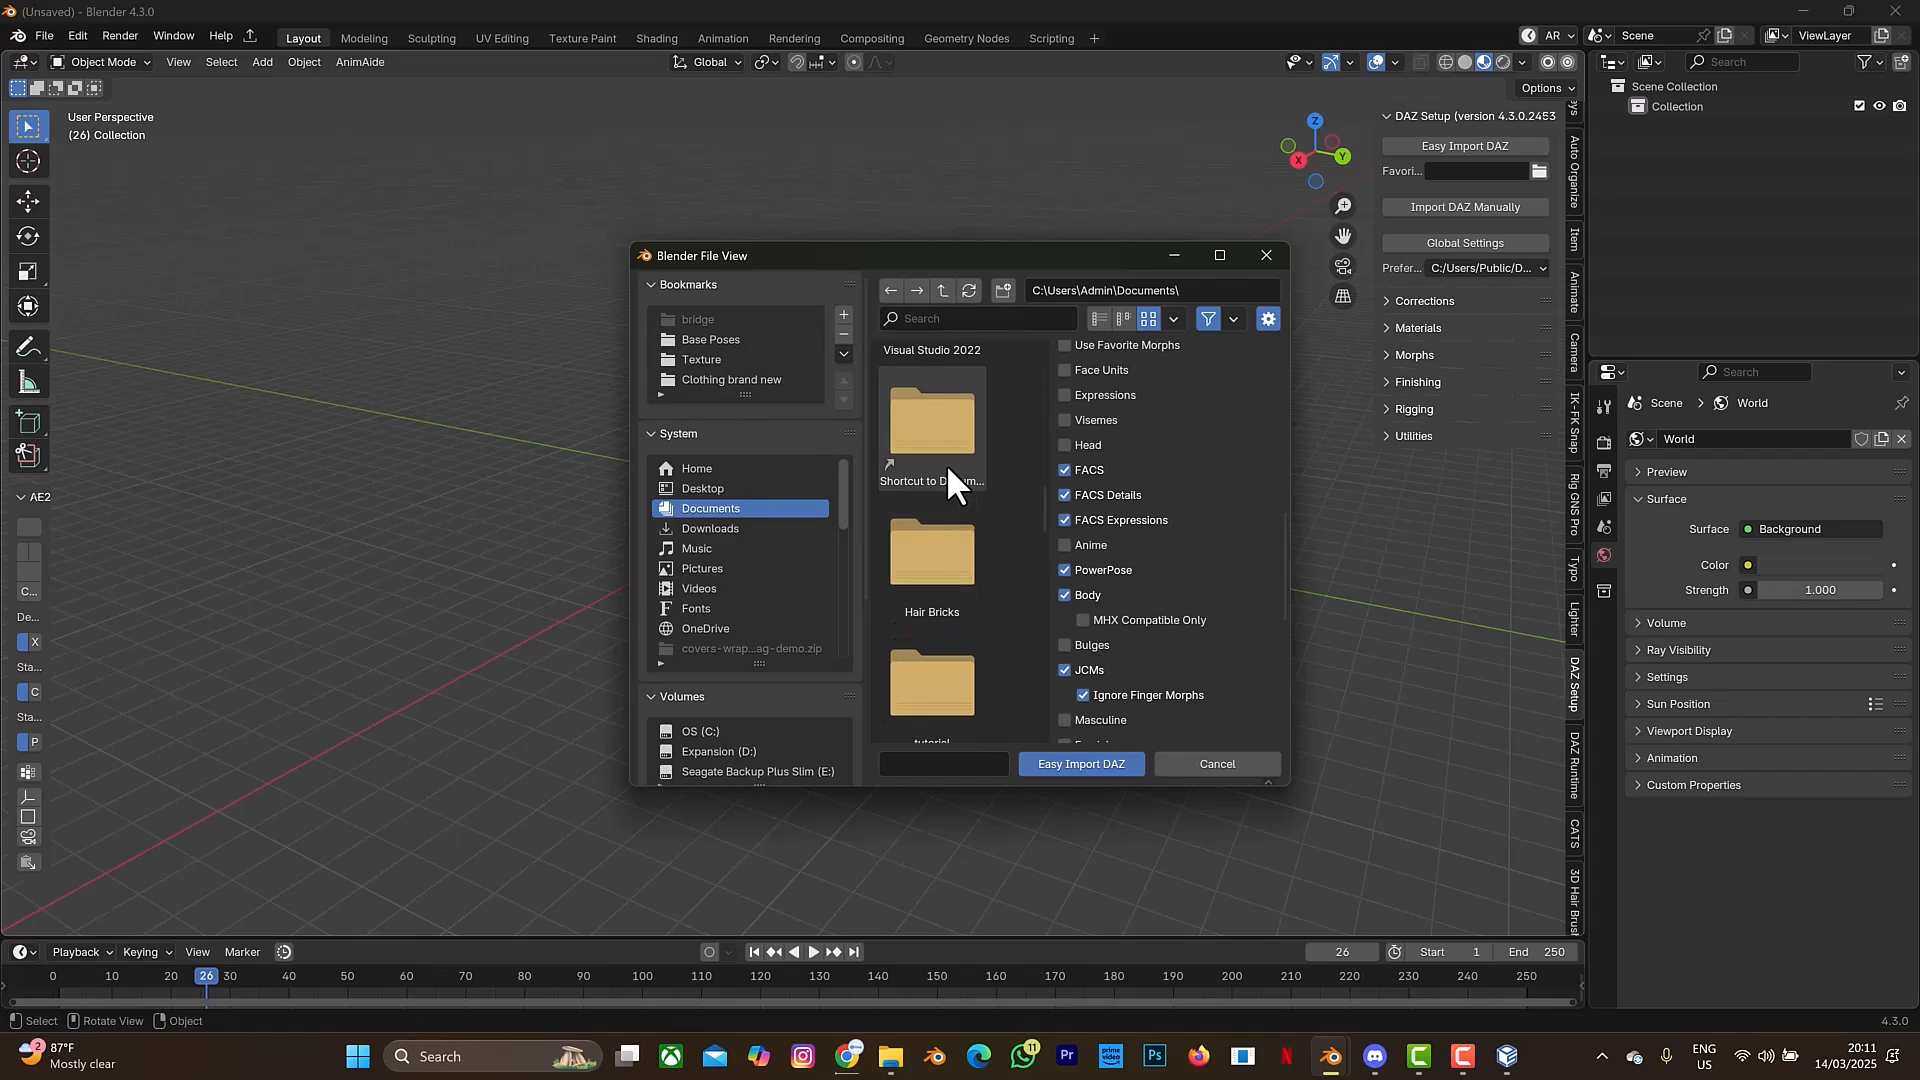 (Unsaved) - Blender 4.3.0
File Edit Render Window Help
Layout Modeling Sculpting UV Editing Texture Paint Shading Animation Rendering Compositing Geometry Nodes Scripting +
AR Scene ViewLayer
Object Mode View Select Add Object AnimAide
Global
Search
Options
User Perspective
(26) Collection
Scene Collection
Collection
DAZ Setup (version 4.3.0.2453
Easy Import DAZ
Favori...
Import DAZ Manually
Global Settings
Prefer... C:/Users/Public/D...
Corrections
Materials
Morphs
Finishing
Rigging
Utilities
Z
Y
X
Auto Organize
Item
Animate
Camera
IK-FK Snap
Rig GNS Pro
Typo
Lighter
DAZ Setup
DAZ Runtime
CATS
3D Hair Brush
AE2
C...
De...
X
Sta...
C
Sta...
P
Blender File View
Bookmarks
bridge
Base Poses
Texture
Clothing brand new
System
Home
Desktop
Documents
Downloads
Music
Pictures
Videos
Fonts
OneDrive
covers-wrap...ag-demo.zip
Volumes
OS (C:)
Expansion (D:)
Seagate Backup Plus Slim (E:)
C:\Users\Admin\Documents\
Search
Visual Studio 2022
Hair Bricks
tutorial
Use Favorite Morphs
Face Units
Expressions
Visemes
Head
FACS
FACS Details
FACS Expressions
Anime
PowerPose
Body
MHX Compatible Only
Bulges
JCMs
Ignore Finger Morphs
Masculine
Easy Import DAZ
Cancel
Search
Scene > World
World
Preview
Surface
Surface Background
Color
Strength 1.000
Volume
Ray Visibility
Settings
Sun Position
Viewport Display
Animation
Custom Properties
Playback Keying View Marker
26 Start 1 End 250
0 10 20 26 30 40 50 60 70 80 90 100 110 120 130 140 150 160 170 180 190 200 210 220 230 240 250
Select Rotate View Object
4.3.0
2
87°F
Mostly clear
Search
11
Pr
prime video
Ps
N
ENG
US
20:11
14/03/2025